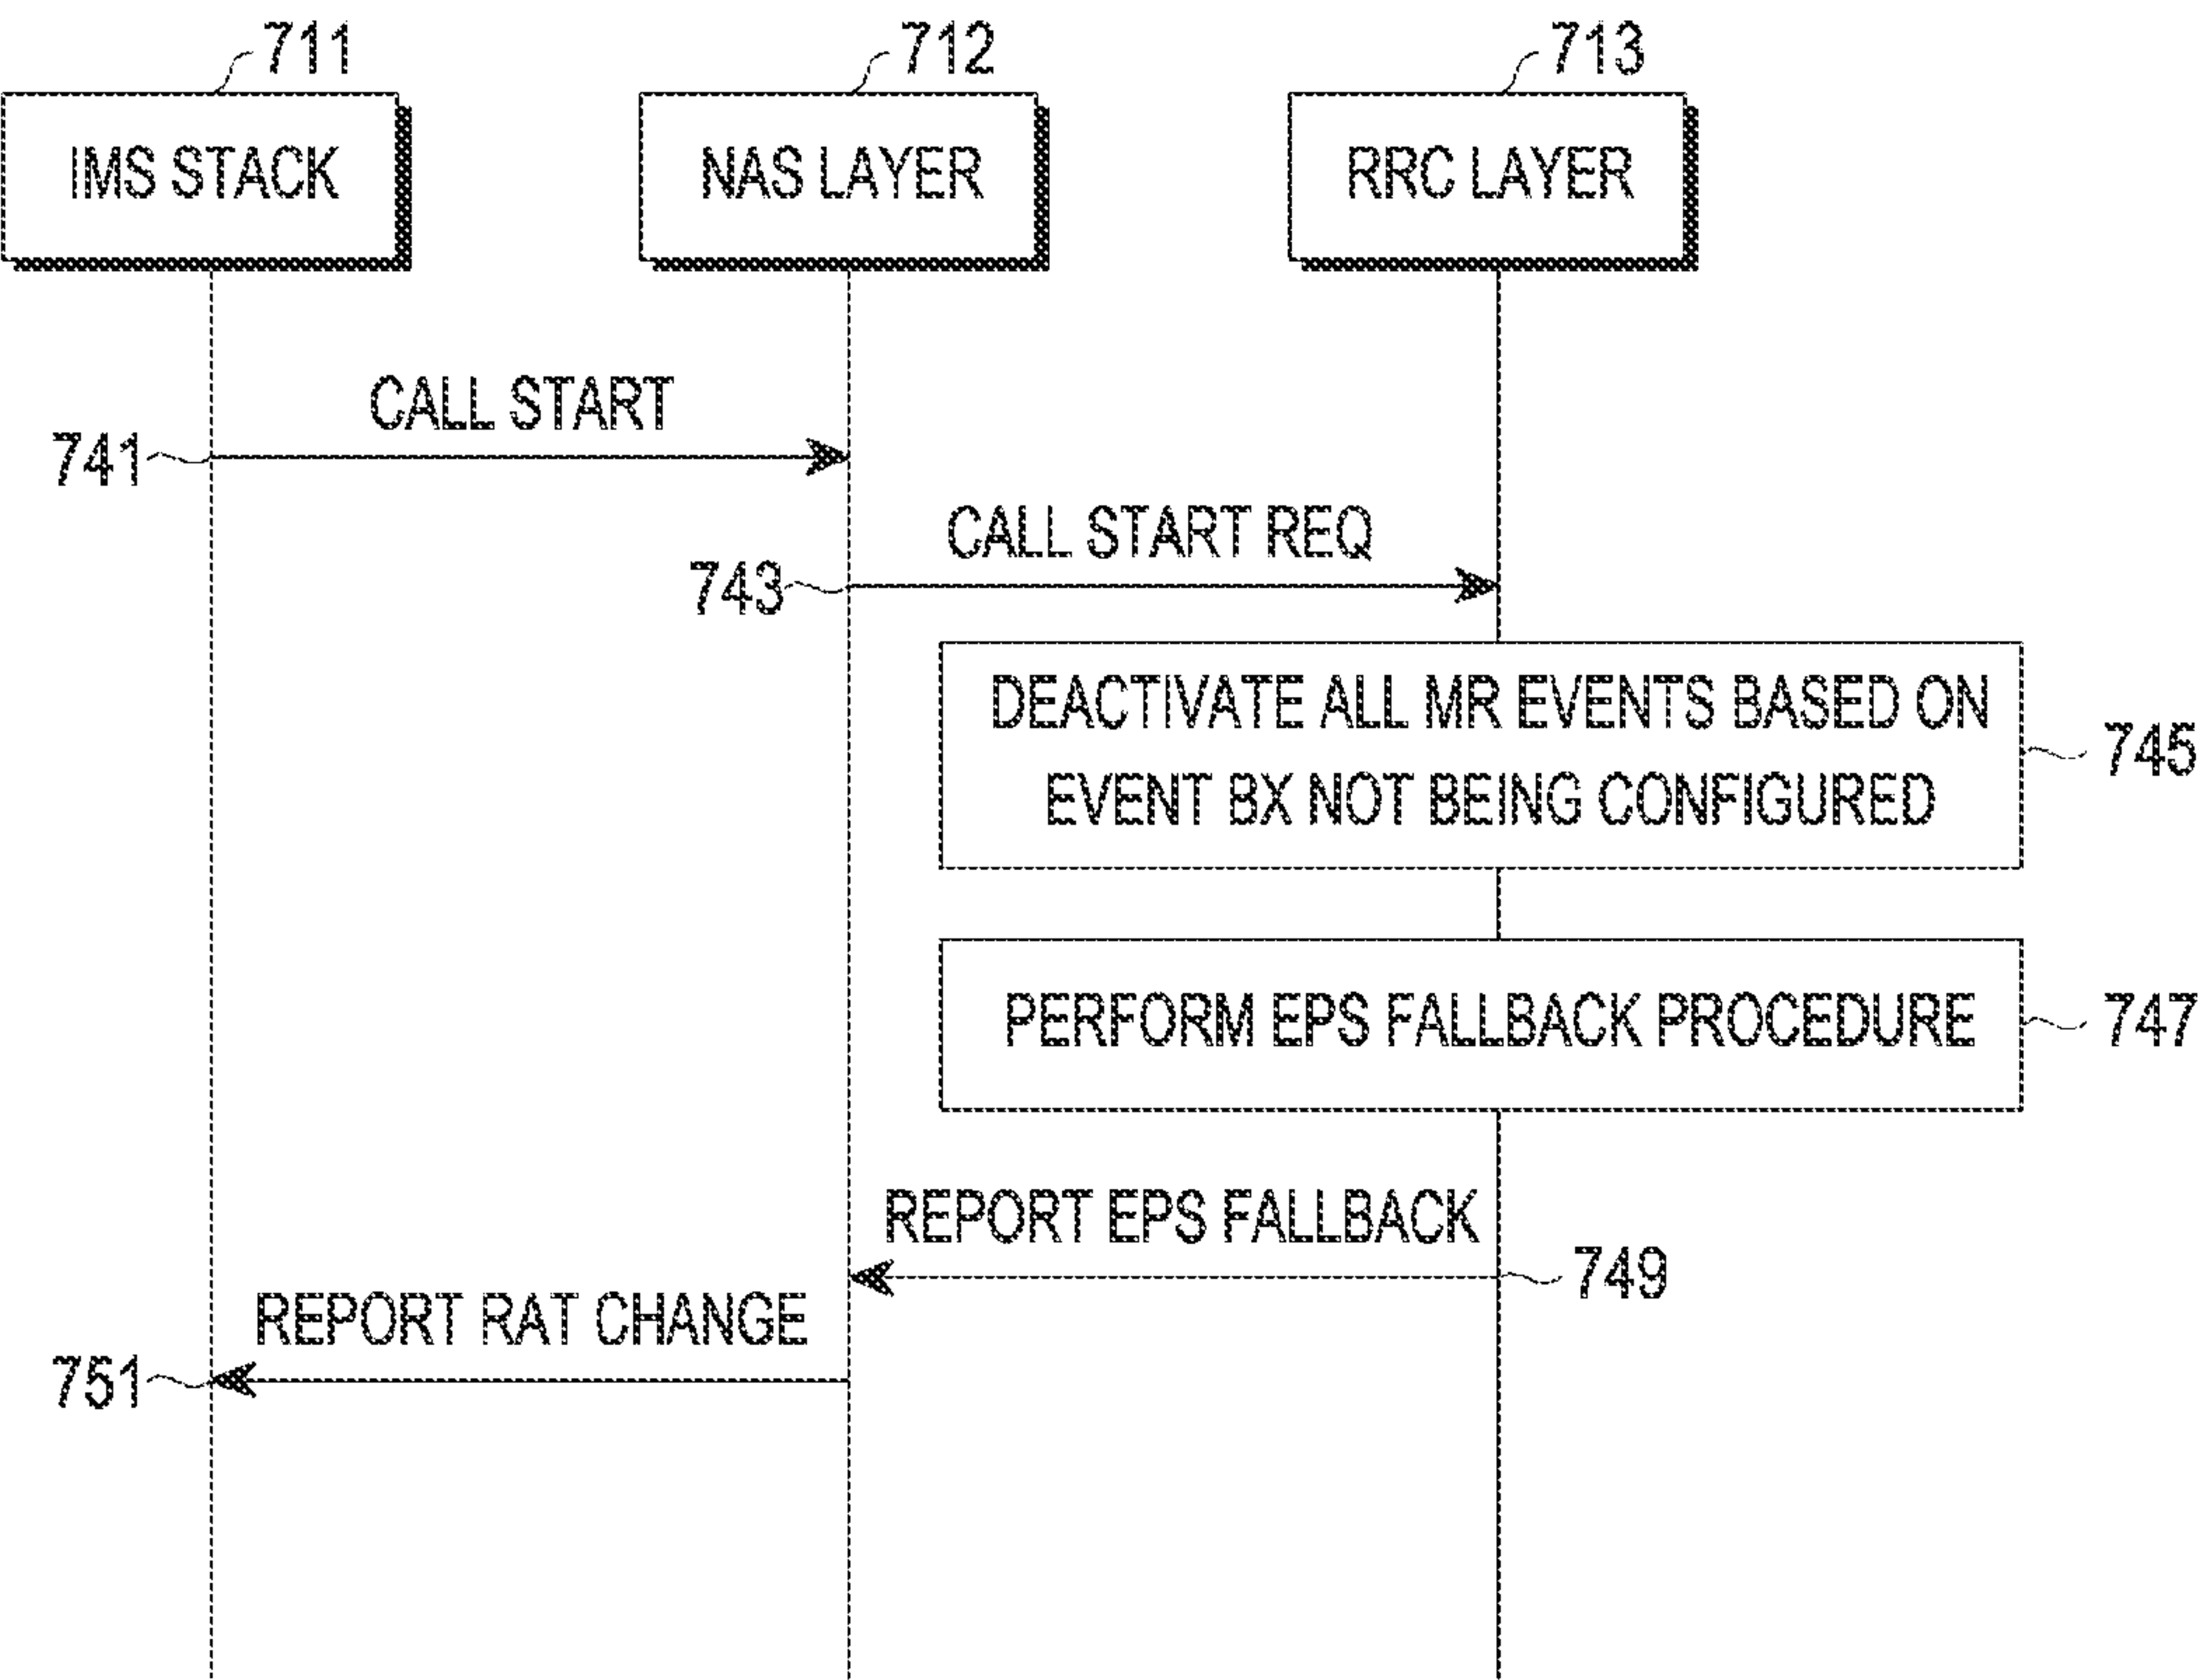 711
712
713
IMS STACK
NAS LAYER
RRC LAYER
CALL START
741
CALL START REQ
743
DEACTIVATE ALL MR EVENTS BASED ON
EVENT BX NOT BEING CONFIGURED
745
PERFORM EPS FALLBACK PROCEDURE
747
REPORT EPS FALLBACK
749
REPORT RAT CHANGE
751